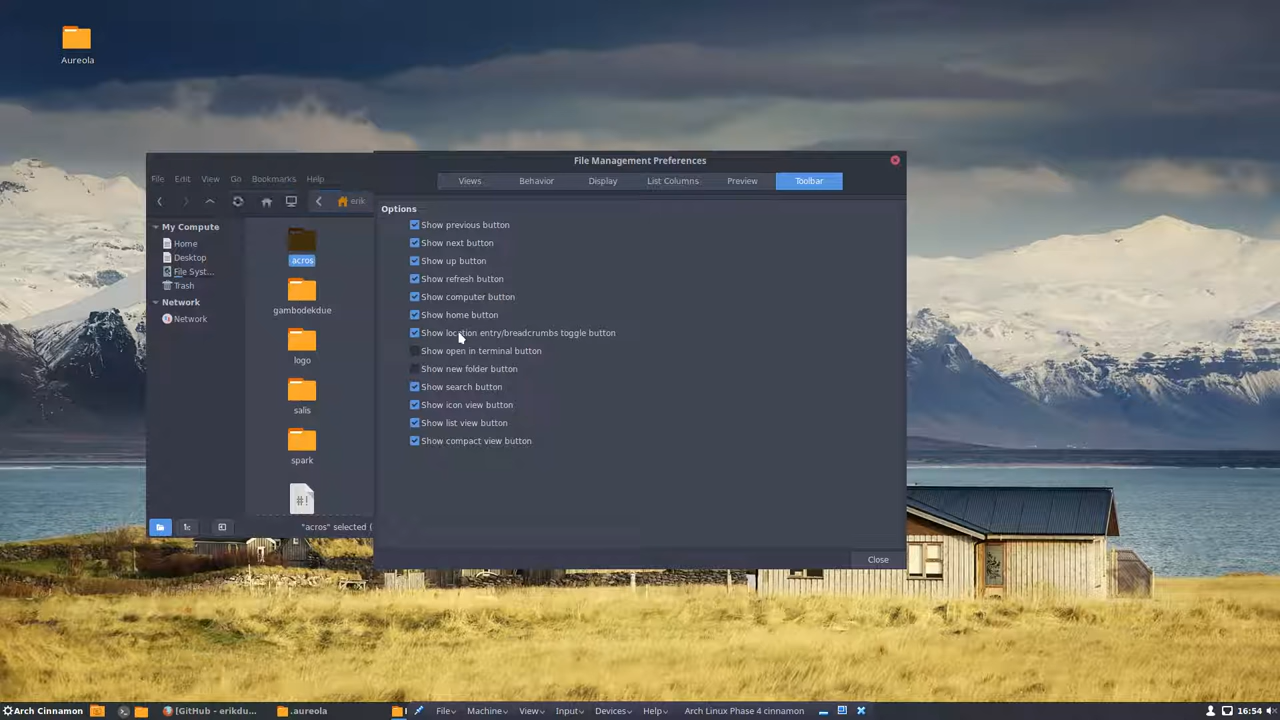 Aureola
File Management Preferences
File Edit View Go Bookmarks Help
Views Behavior Display List Columns Preview Toolbar
erik
My Compute
Home
Desktop
File Syst...
Trash
Network
Network
acros
gambodekdue
logo
salis
spark
#!
"acros" selected (
Options
Show previous button
Show next button
Show up button
Show refresh button
Show computer button
Show home button
Show location entry/breadcrumbs toggle button
Show open in terminal button
Show new folder button
Show search button
Show icon view button
Show list view button
Show compact view button
Close
Arch Cinnamon [GitHub - erikdu... .aureola File Machine View Input Devices Help Arch Linux Phase 4 cinnamon 16:54